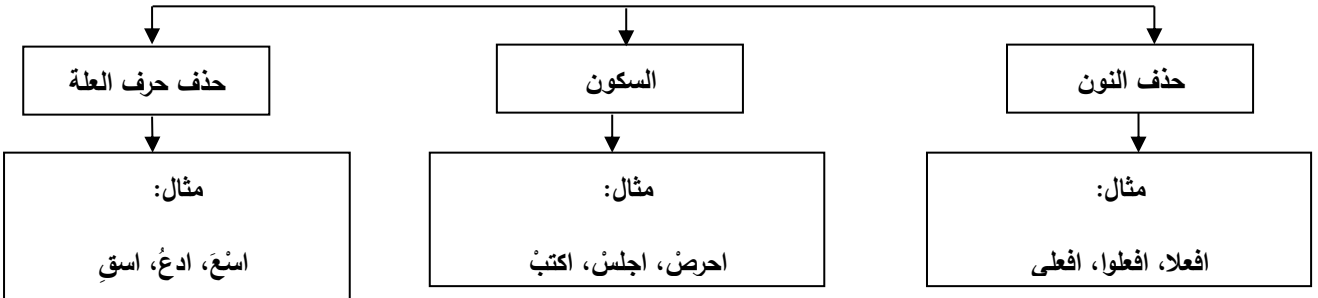 حذف النون
السكون
حذف حرف العلة
مثال:
افعلا، افعلوا، افعلى
مثال:
احرصْ، اجلسْ، اكتبْ
مثال:
اسْعَ، ادعُ، اسقِ